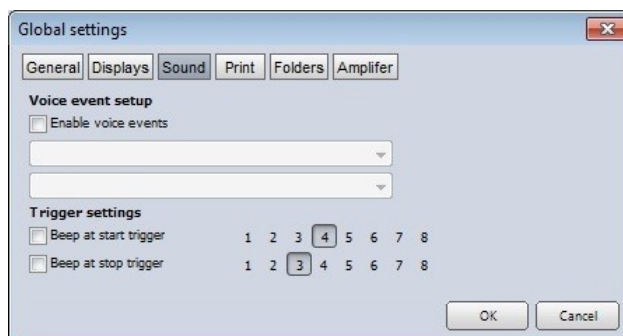 Global settings
General Displays Sound Print Folders Amplifer
Voice event setup
Enable voice events
Trigger settings
Beep at start trigger 1 2 3 4 5 6 7 8
Beep at stop trigger 1 2 3 4 5 6 7 8
OK Cancel